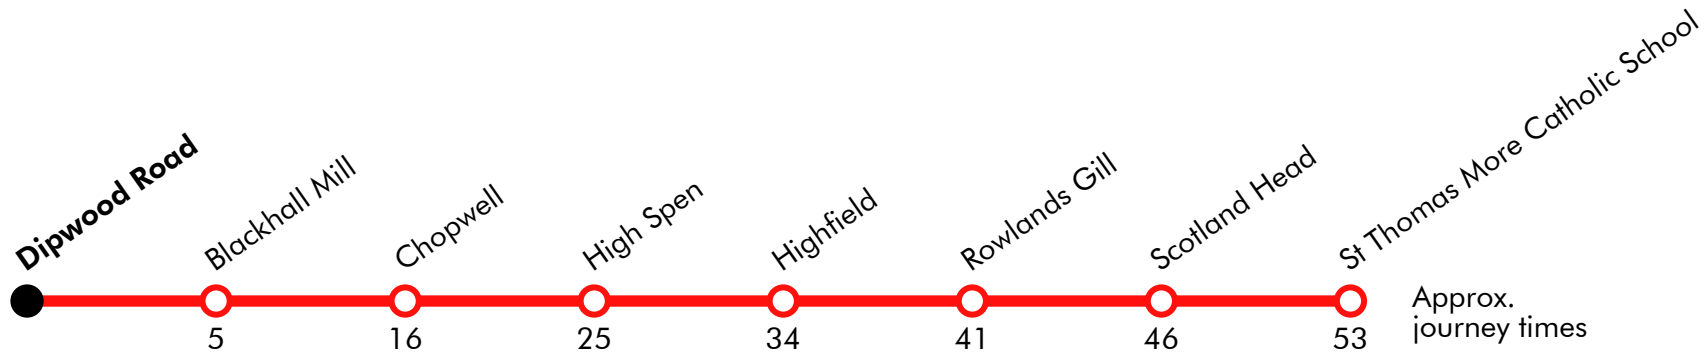 Dipwood Road
Blackhall Mill
Chopwell
High Spen
Highfield
Rowlands Gill
Scotland Head
St Thomas More Catholic School
5
16
25
34
41
46
53
Approx.
journey times